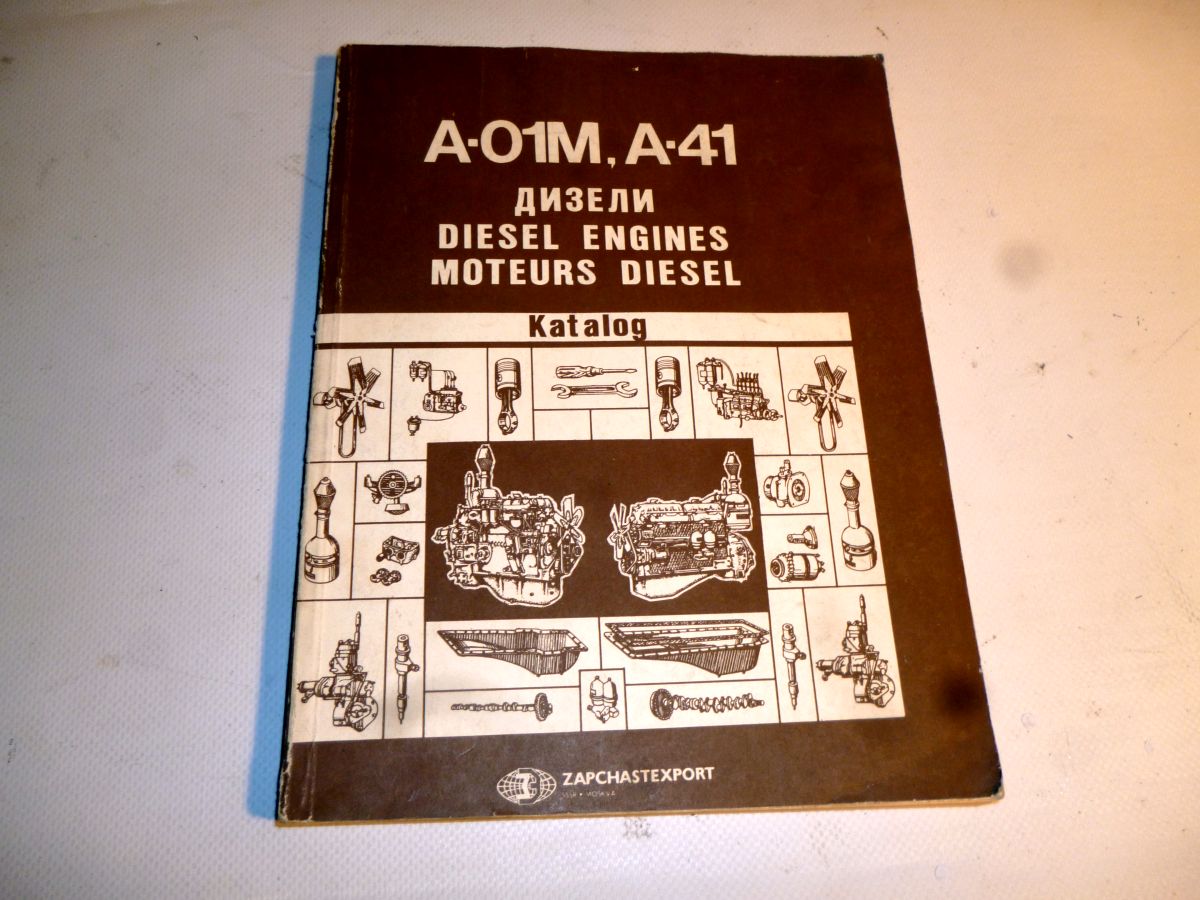 A-01M, A-41
ДИЗЕЛИ
DIESEL ENGINES
MOTEURS DIESEL
Katalog
ZAPCHASTEXPORT